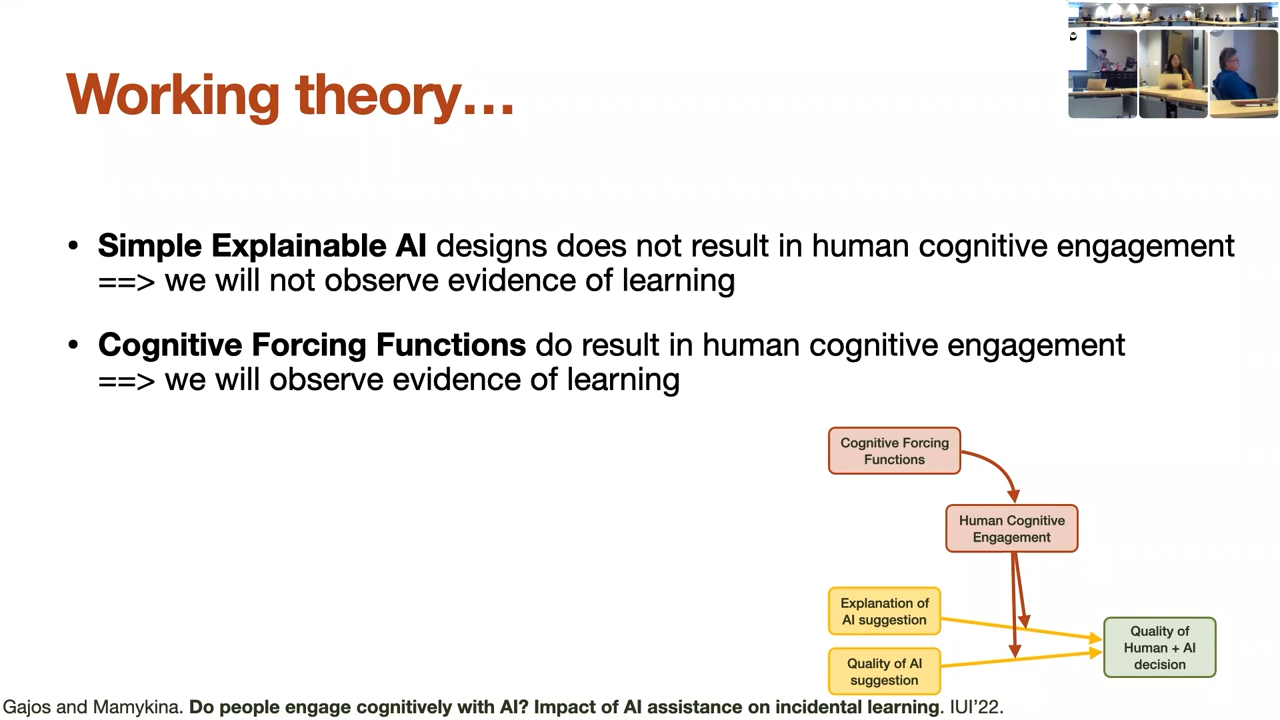 Working theory…
• Simple Explainable AI designs does not result in human cognitive engagement
==> we will not observe evidence of learning
• Cognitive Forcing Functions do result in human cognitive engagement
==> we will observe evidence of learning
Cognitive Forcing
Functions
Human Cognitive
Engagement
Explanation of
AI suggestion
Quality of AI
suggestion
Quality of
Human + AI
decision
Gajos and Mamykina. Do people engage cognitively with AI? Impact of AI assistance on incidental learning. IUI'22.